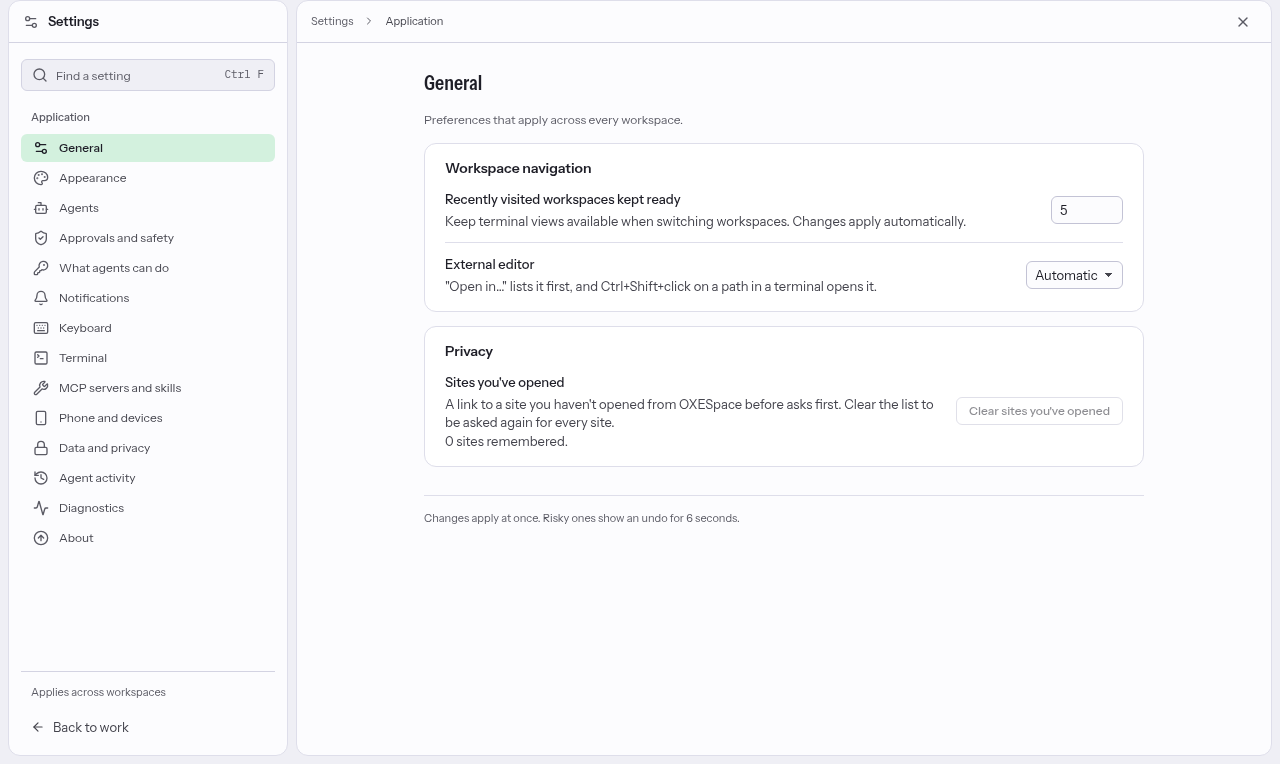 Settings
Settings
Application
Find a setting
Ctrl F
Application
General
Appearance
Agents
Approvals and safety
What agents can do
Notifications
Keyboard
Terminal
MCP servers and skills
Phone and devices
Data and privacy
Agent activity
Diagnostics
About
Applies across workspaces
Back to work
General
Preferences that apply across every workspace.
Workspace navigation
Recently visited workspaces kept ready
Keep terminal views available when switching workspaces. Changes apply automatically.
5
External editor
"Open in..." lists it first, and Ctrl+Shift+click on a path in a terminal opens it.
Automatic
Privacy
Sites you've opened
A link to a site you haven't opened from OXESpace before asks first. Clear the list to
be asked again for every site.
0 sites remembered.
Clear sites you've opened
Changes apply at once. Risky ones show an undo for 6 seconds.